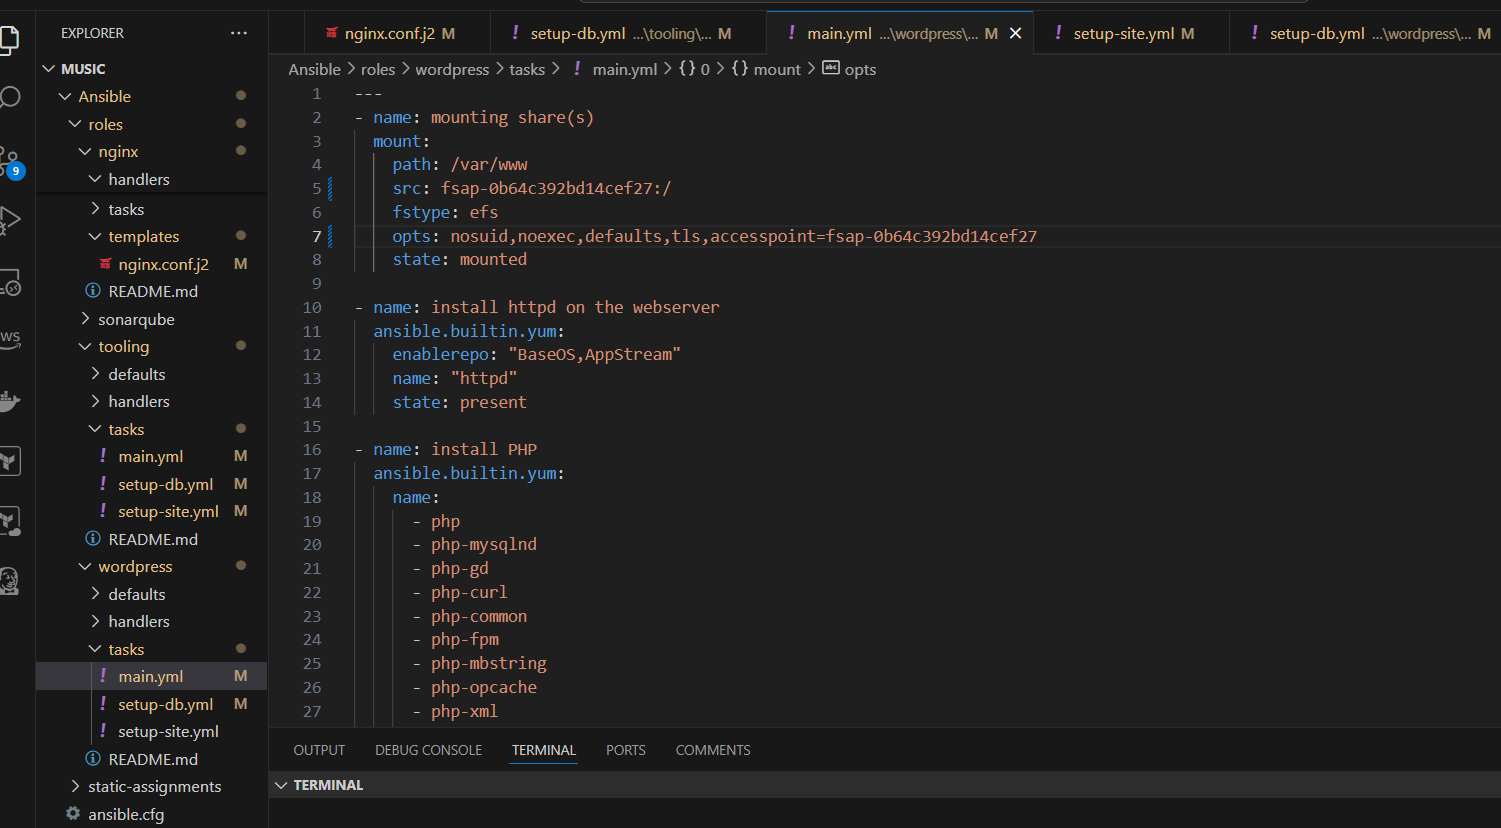 EXPLORER ...
MUSIC
Ansible
roles
nginx
handlers
tasks
templates
nginx.conf.j2 M
README.md
sonarqube
tooling
defaults
handlers
tasks
! main.yml M
! setup-db.yml M
! setup-site.yml M
README.md
wordpress
defaults
handlers
tasks
! main.yml M
! setup-db.yml M
! setup-site.yml
README.md
static-assignments
ansible.cfg
9
ws
nginx.conf.j2 M ! setup-db.yml ...\tooling\... M ! main.yml ...\wordpress\... M ! setup-site.yml M ! setup-db.yml ...\wordpress\... M
Ansible > roles > wordpress > tasks > ! main.yml > {} 0 > {} mount > abc opts
1 ---
2 - name: mounting share(s)
3 mount:
4 path: /var/www
5 src: fsap-0b64c392bd14cef27:/
6 fstype: efs
7 opts: nosuid,noexec,defaults,tls,accesspoint=fsap-0b64c392bd14cef27
8 state: mounted
9
10 - name: install httpd on the webserver
11 ansible.builtin.yum:
12 enablerepo: "BaseOS,AppStream"
13 name: "httpd"
14 state: present
15
16 - name: install PHP
17 ansible.builtin.yum:
18 name:
19 - php
20 - php-mysqlnd
21 - php-gd
22 - php-curl
23 - php-common
24 - php-fpm
25 - php-mbstring
26 - php-opcache
27 - php-xml
OUTPUT DEBUG CONSOLE TERMINAL PORTS COMMENTS
TERMINAL